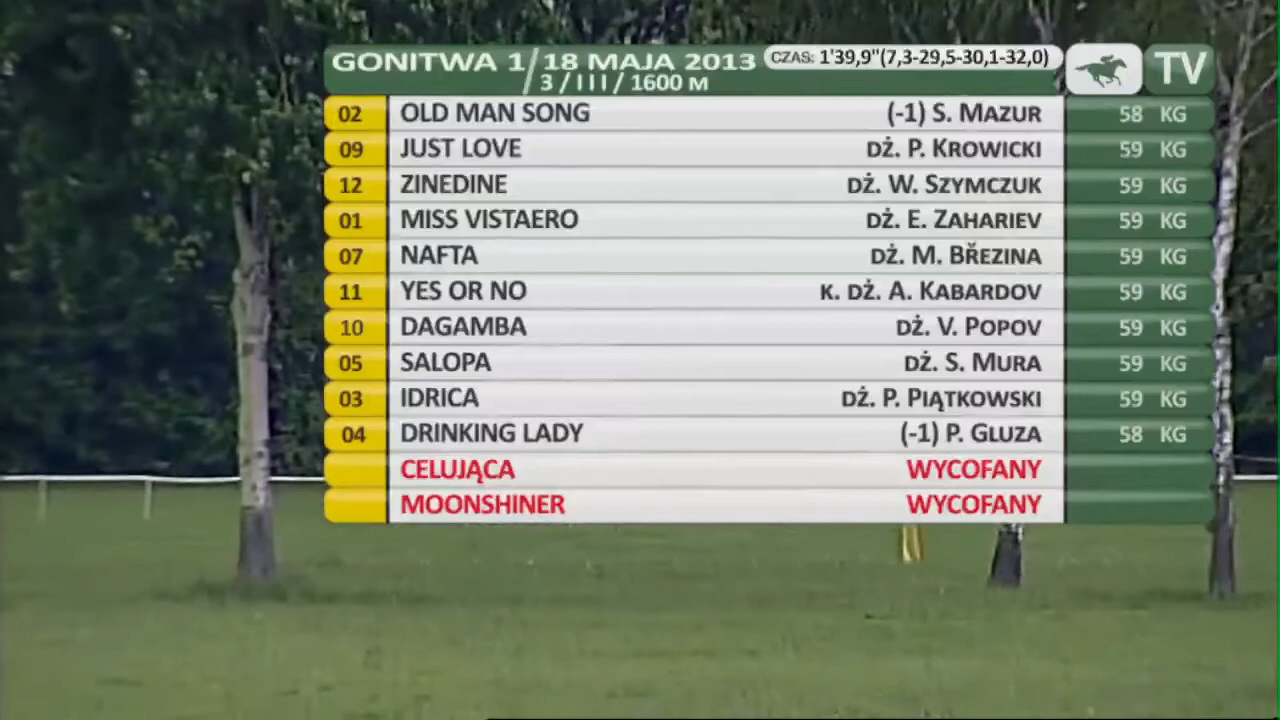 GONITWA 1/18 MAJA 2013 CZAS: 1'39,9"(7,3-29,5-30,1-32,0) TV
3/III/1600 M
02 OLD MAN SONG (-1) S. MAZUR 58 KG
09 JUST LOVE DŻ. P. KROWICKI 59 KG
12 ZINEDINE DŻ. W. SZYMCZUK 59 KG
01 MISS VISTAERO DŻ. E. ZAHARIEV 59 KG
07 NAFTA DŻ. M. BŘEZINA 59 KG
11 YES OR NO K. DŻ. A. KABARDOV 59 KG
10 DAGAMBA DŻ. V. POPOV 59 KG
05 SALOPA DŻ. S. MURA 59 KG
03 IDRICA DŻ. P. PIĄTKOWSKI 59 KG
04 DRINKING LADY (-1) P. GLUZA 58 KG
CELUJĄCA WYCOFANY
MOONSHINER WYCOFANY